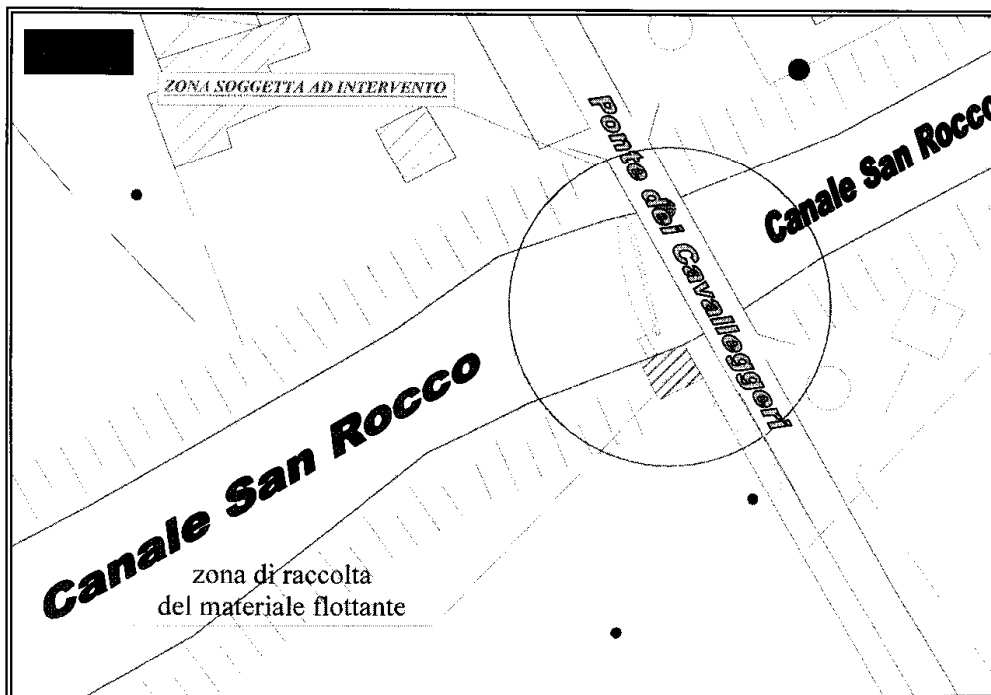 ZONA SOGGETTA AD INTERVENTO
Ponte dei Cavalleggeri
Canale San Rocco
Canale San Rocco
zona di raccolta
del materiale flottante